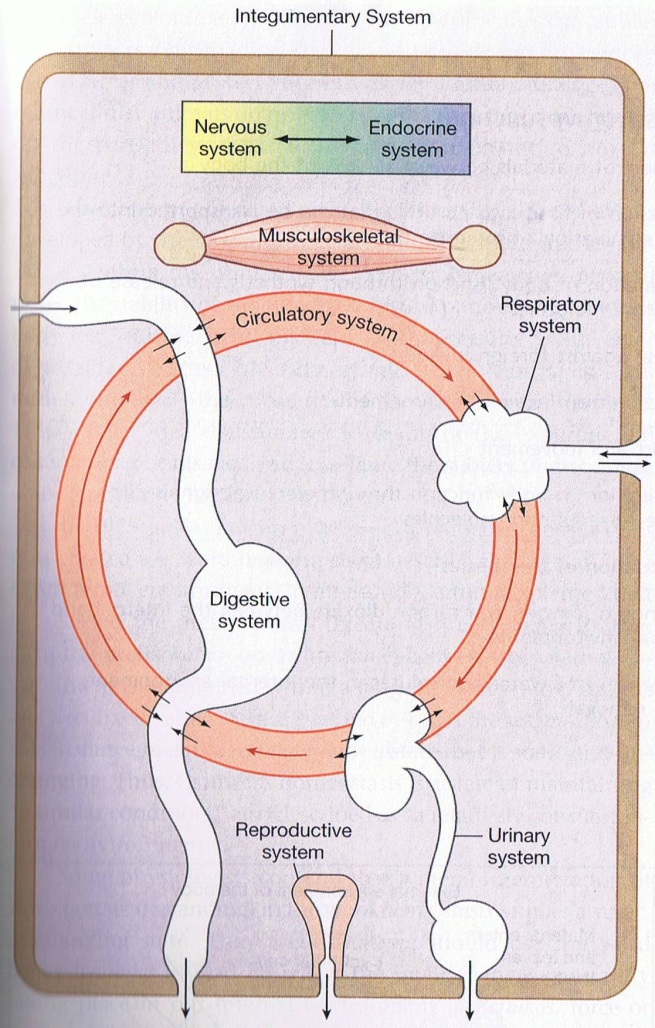 Integumentary System
Nervous
system
Endocrine
system
Musculoskeletal
system
Respiratory
system
Circulatory system
Digestive
system
Reproductive
system
Urinary
system